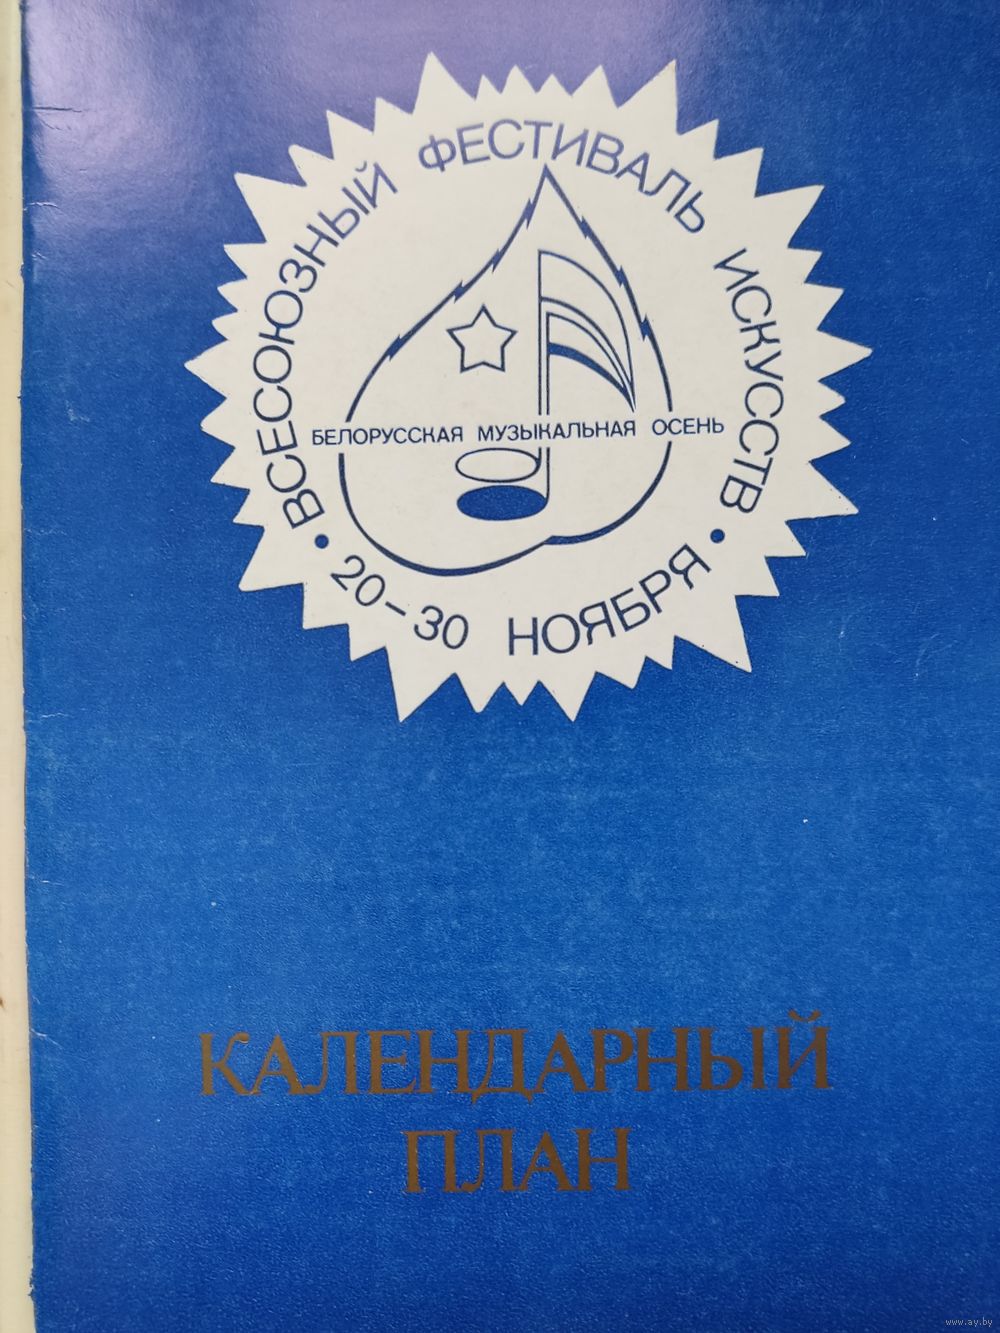 ВСЕСОЮЗНЫЙ ФЕСТИВАЛЬ ИСКУССТВ
БЕЛОРУССКАЯ МУЗЫКАЛЬНАЯ ОСЕНЬ
• 20–30 НОЯБРЯ •
КАЛЕНДАРНЫЙ
ПЛАН
www.ay.by